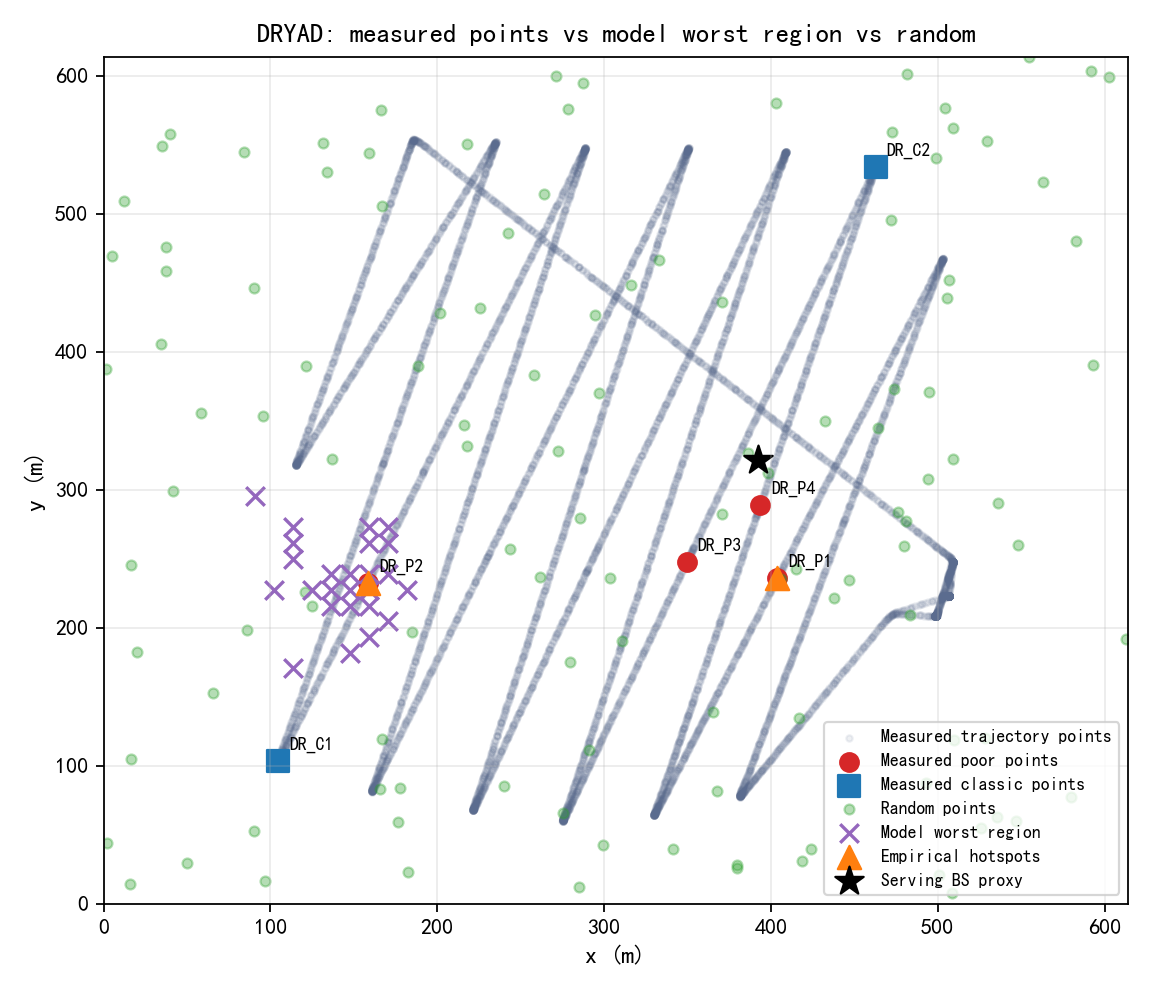 DRYAD: measured points vs model worst region vs random
600
500
400
300
200
100
0
y (m)
DR_C2
DR_P4
DR_P3
DR_P1
DR_P2
DR_C1
Measured trajectory points
Measured poor points
Measured classic points
Random points
Model worst region
Empirical hotspots
Serving BS proxy
0 100 200 300 400 500 600
x (m)